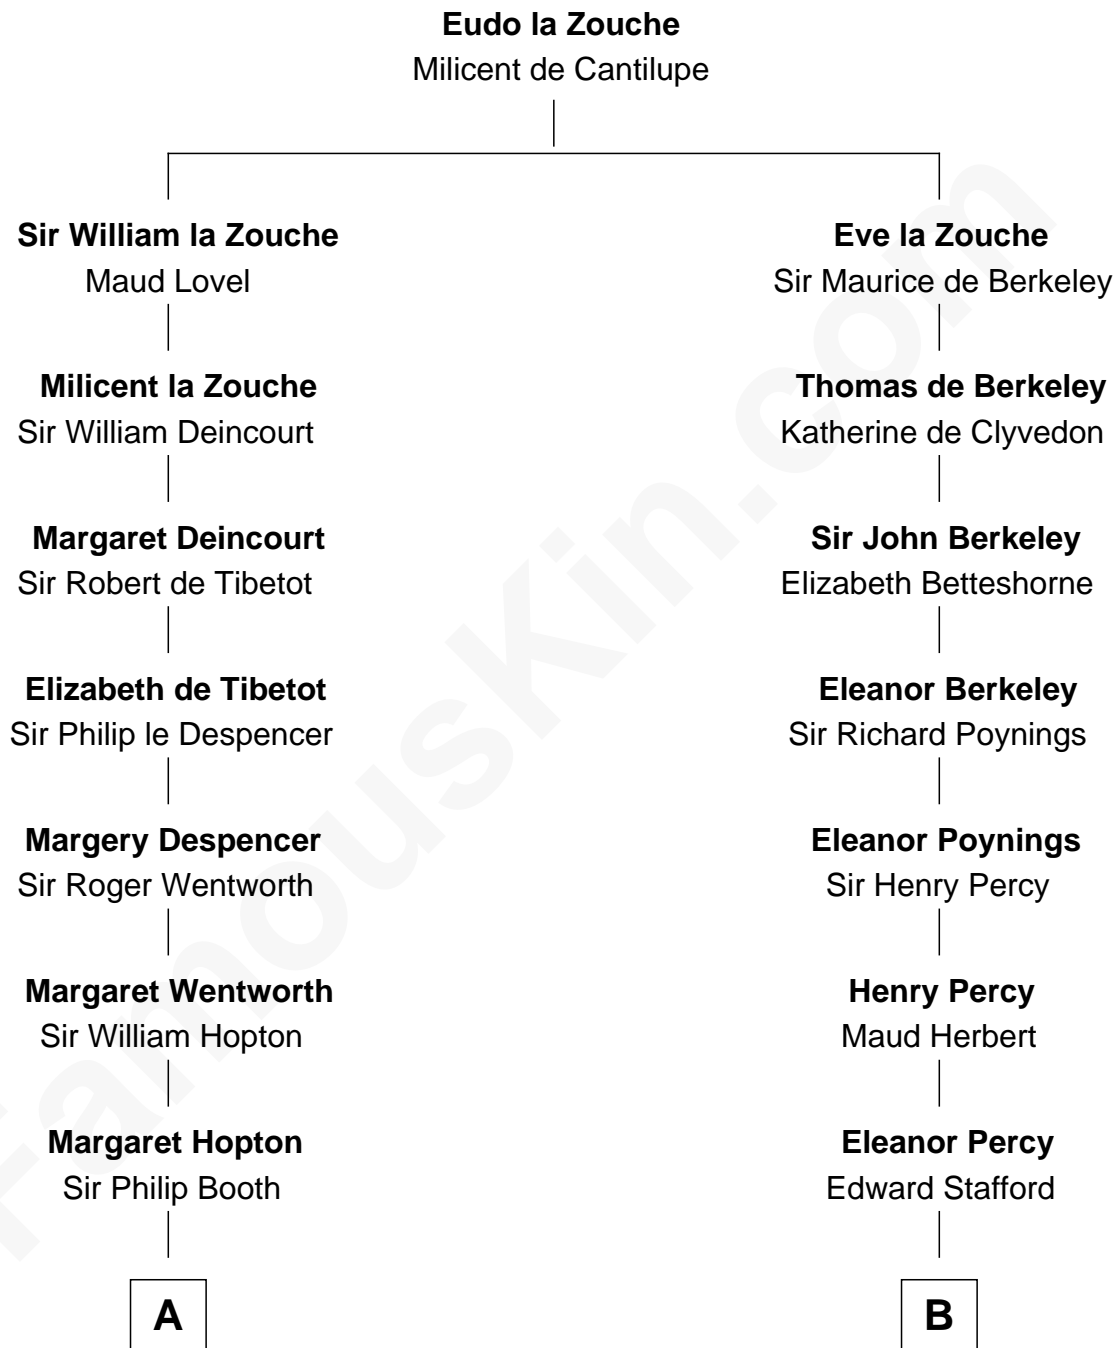 Eudo la Zouche
Milicent de Cantilupe
Sir William la Zouche
Maud Lovel
Milicent la Zouche
Sir William Deincourt
Margaret Deincourt
Sir Robert de Tibetot
Elizabeth de Tibetot
Sir Philip le Despencer
Margery Despencer
Sir Roger Wentworth
Margaret Wentworth
Sir William Hopton
Margaret Hopton
Sir Philip Booth
A
Eve la Zouche
Sir Maurice de Berkeley
Thomas de Berkeley
Katherine de Clyvedon
Sir John Berkeley
Elizabeth Betteshorne
Eleanor Berkeley
Sir Richard Poynings
Eleanor Poynings
Sir Henry Percy
Henry Percy
Maud Herbert
Eleanor Percy
Edward Stafford
B
FamousKin.com